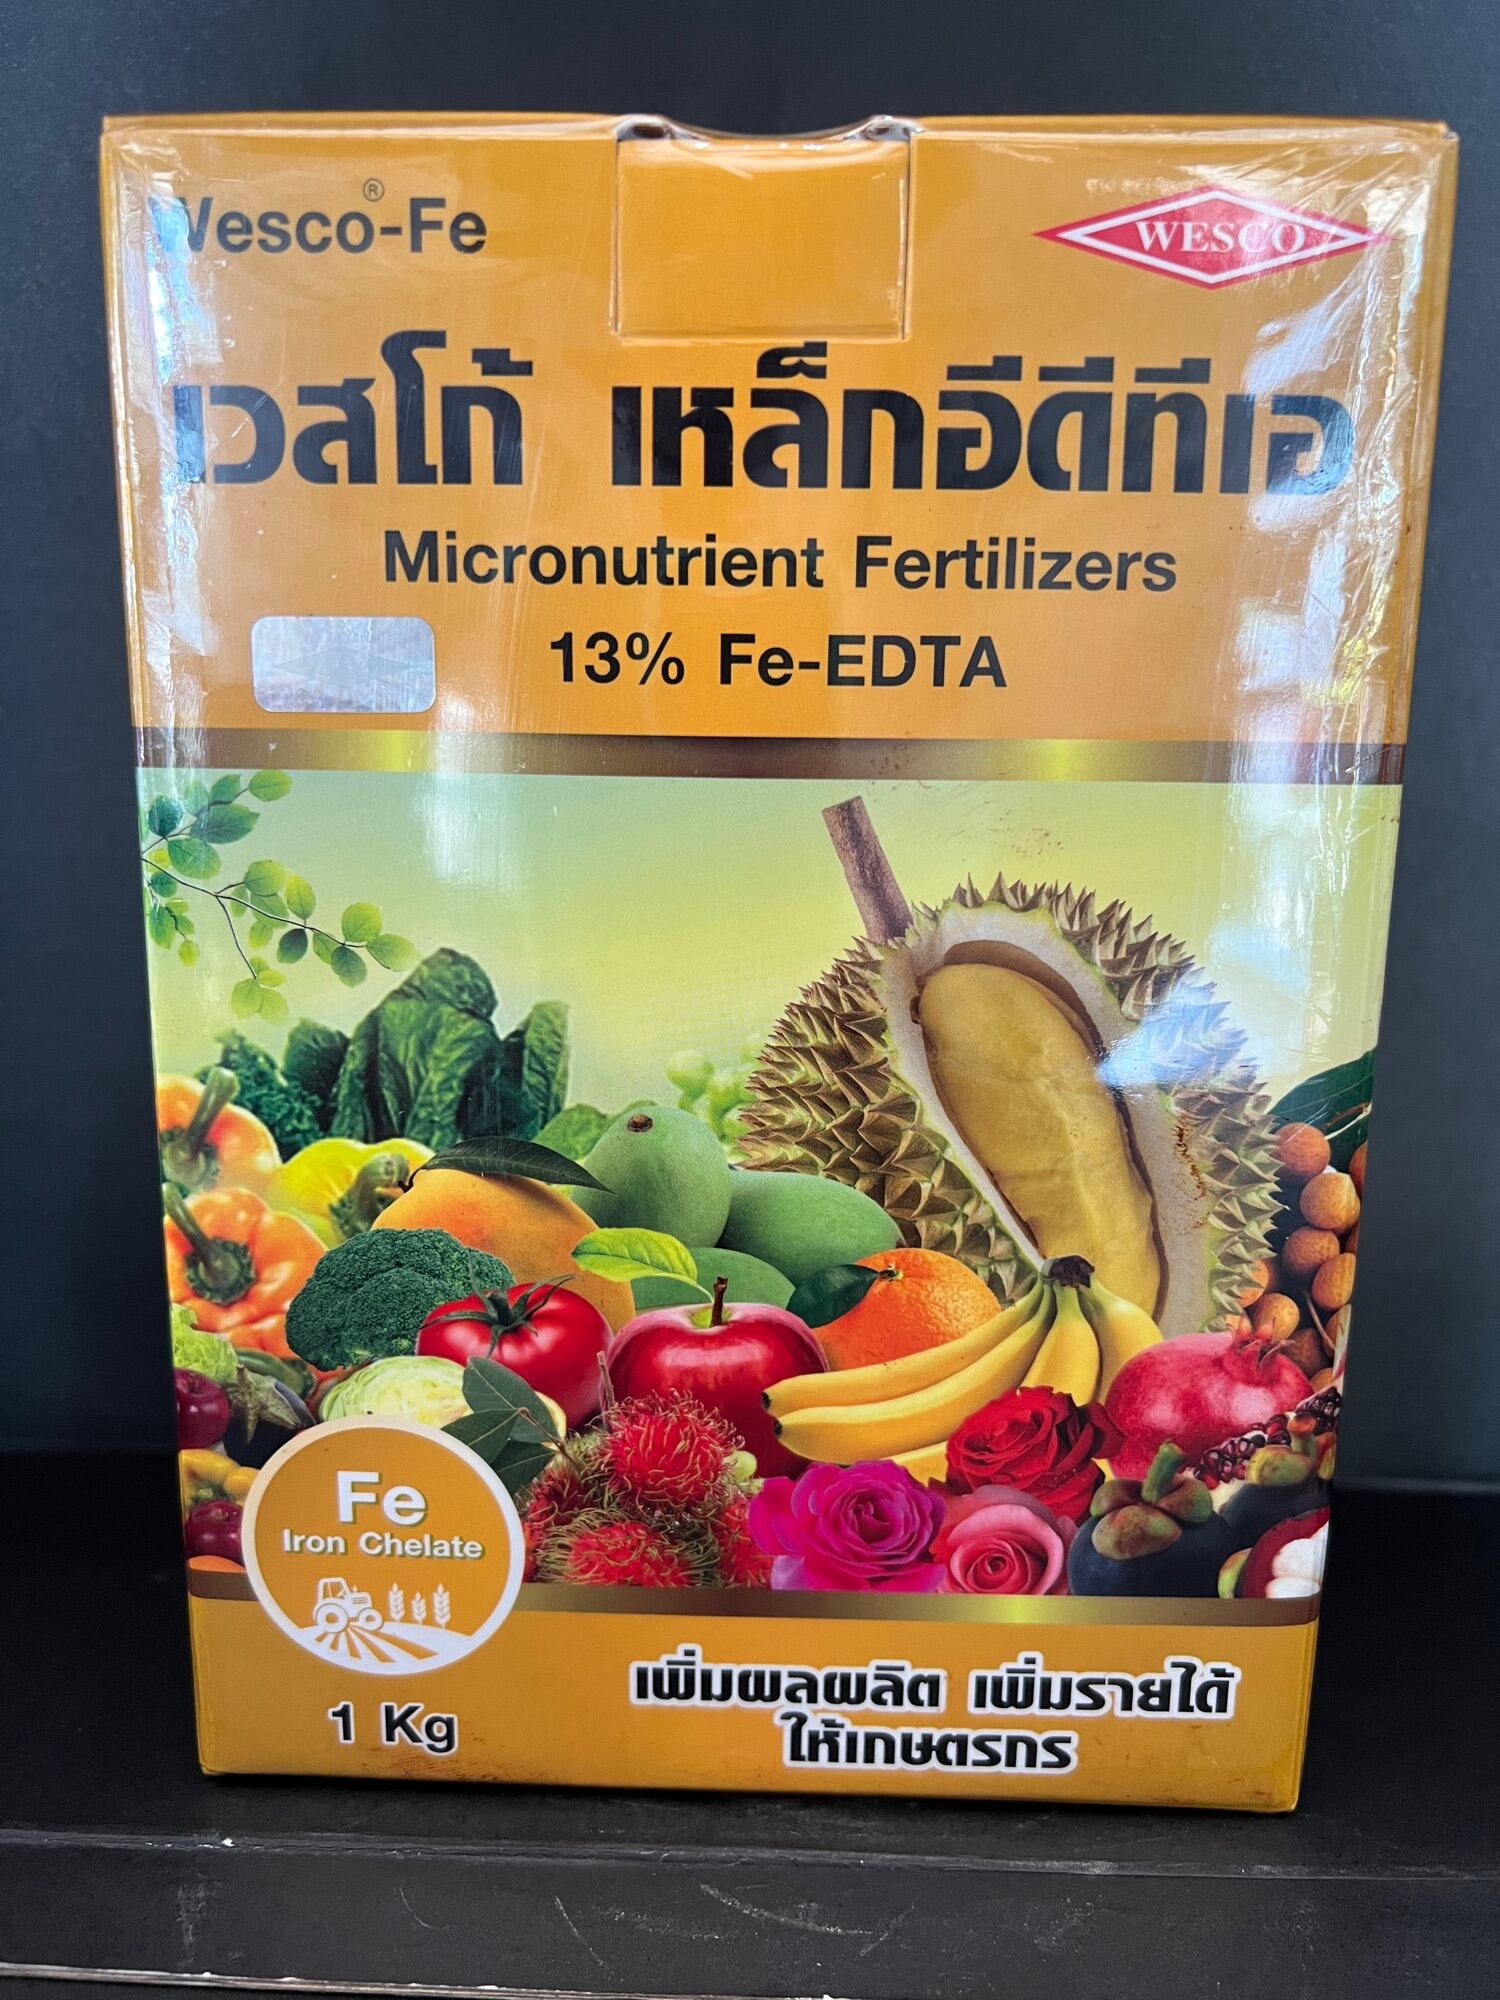 Wesco®-Fe
WESCO
เวสโก้ เหล็กอีดีทีเอ
Micronutrient Fertilizers
13% Fe-EDTA
Fe
Iron Chelate
1 Kg
เพิ่มผลผลิต เพิ่มรายได้
ให้เกษตรกร